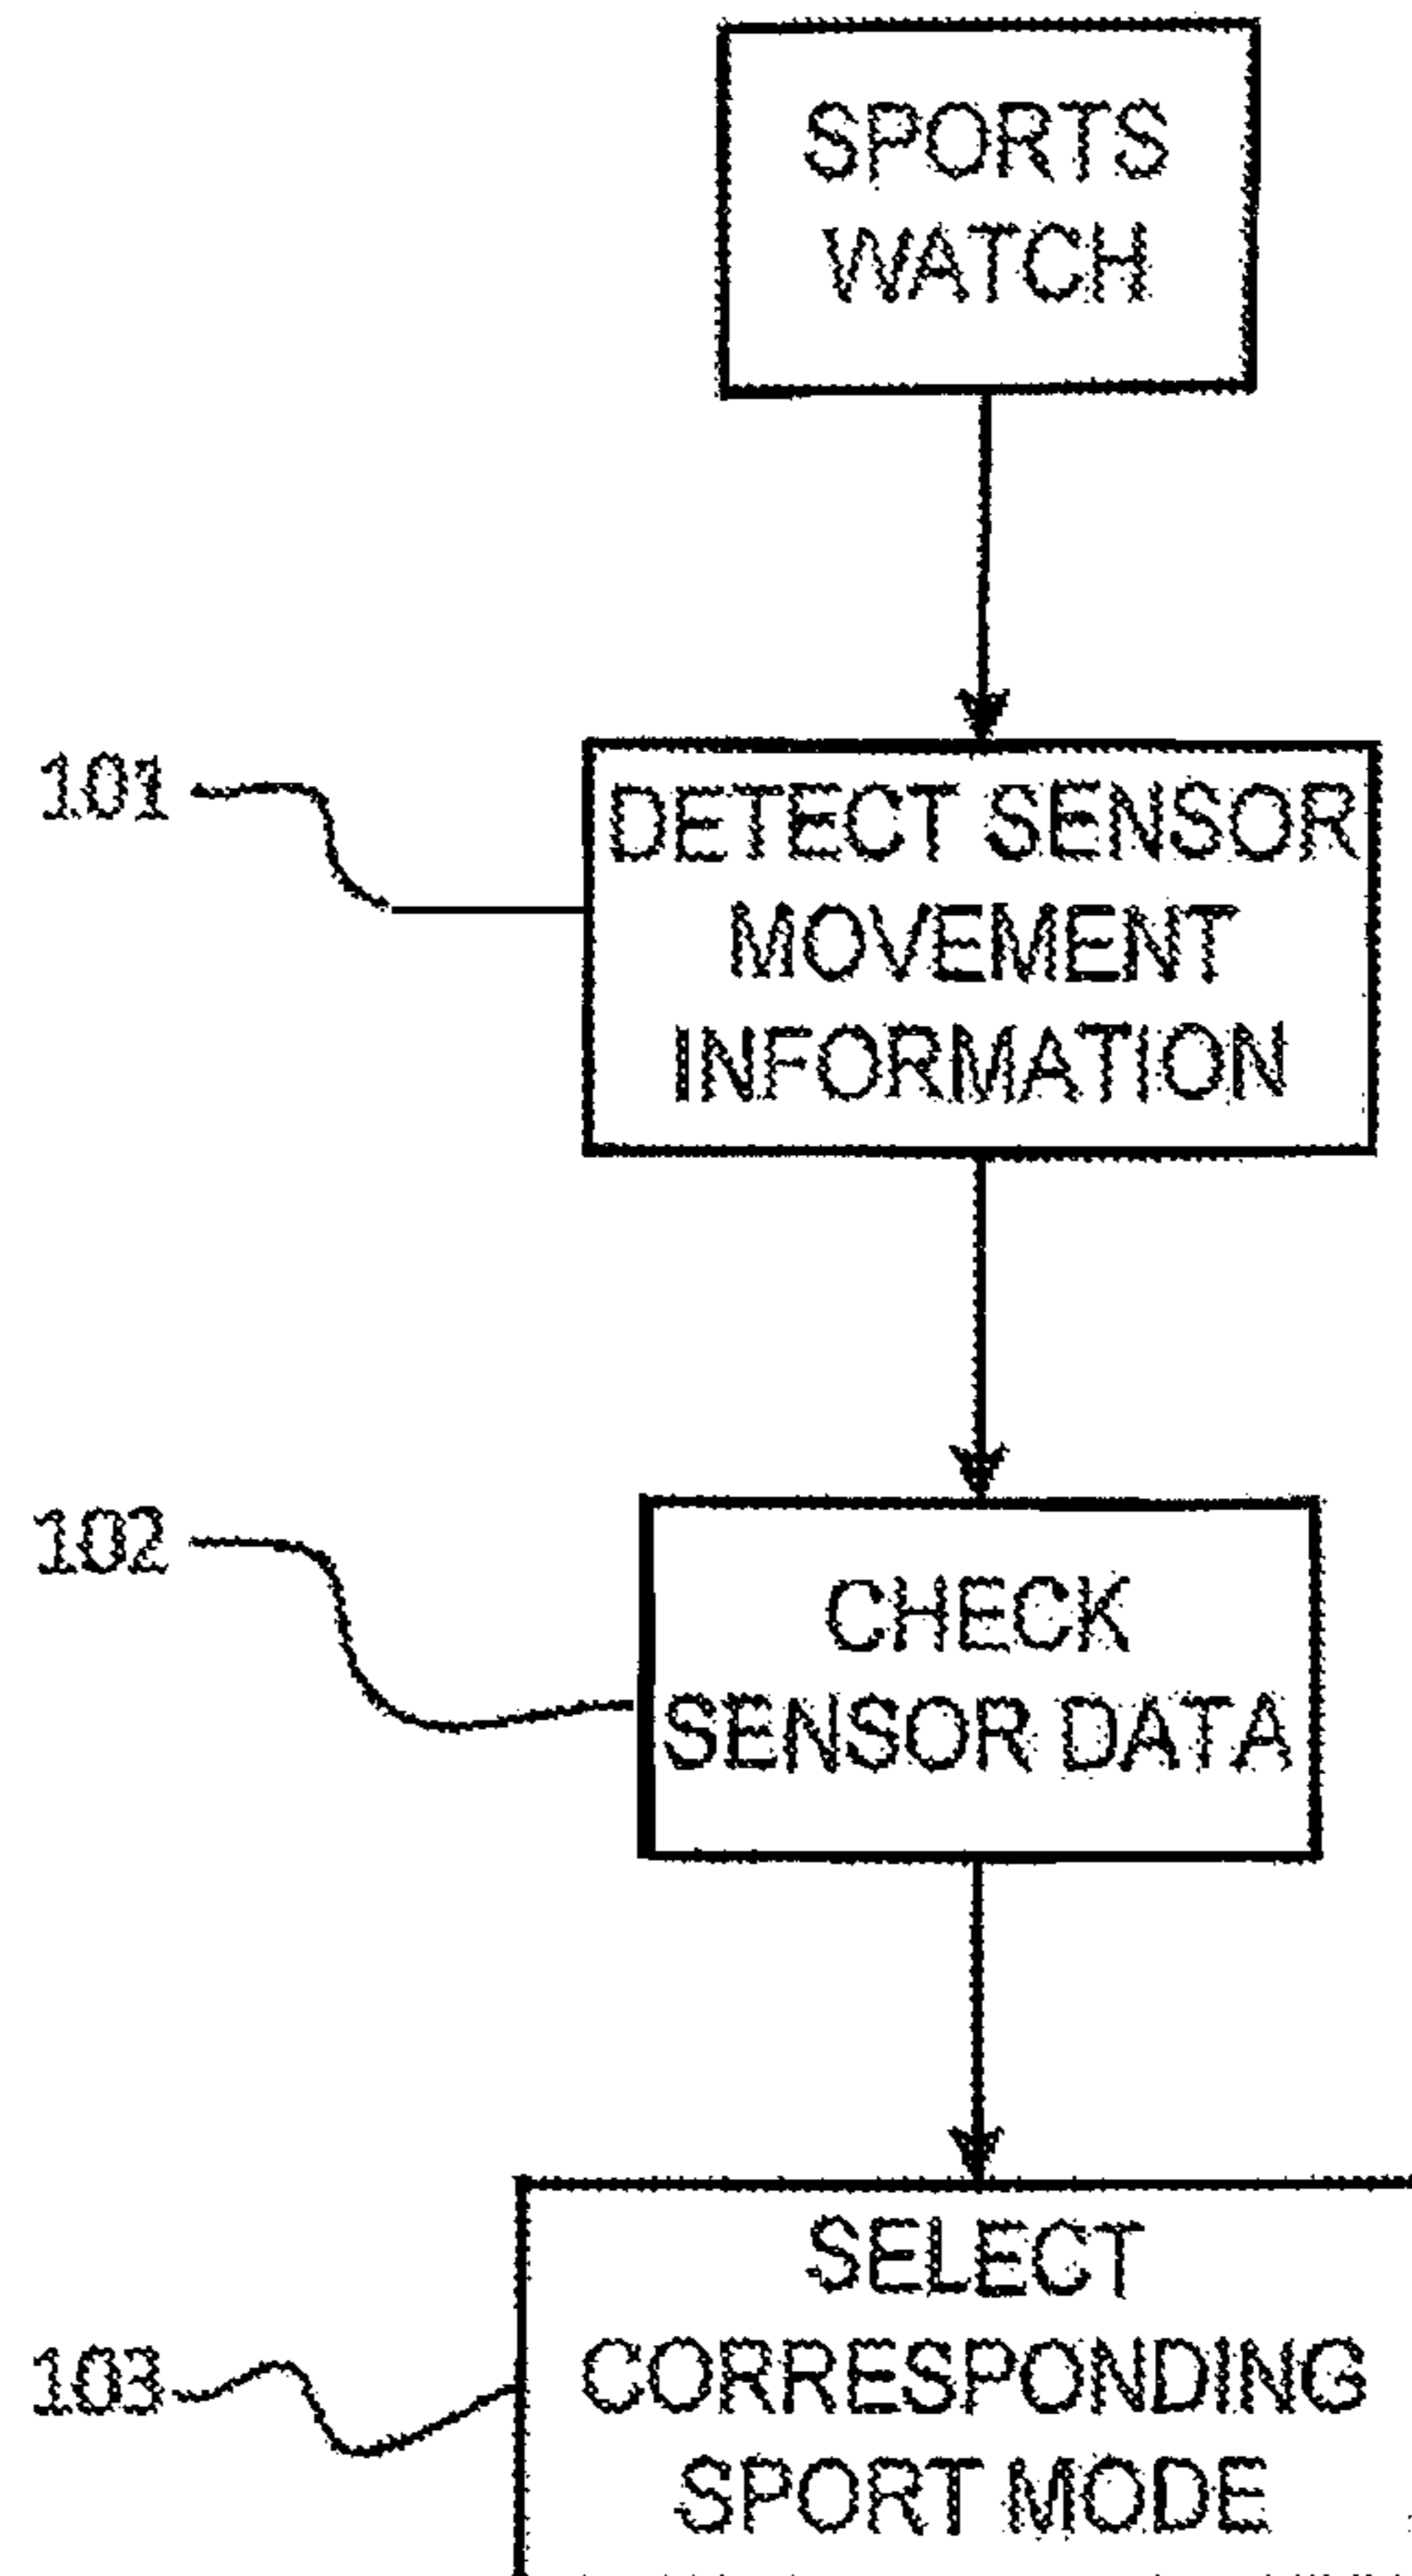 SPORTS
WATCH
101
DETECT SENSOR
MOVEMENT
INFORMATION
102
CHECK
SENSOR DATA
103
SELECT
CORRESPONDING
SPORT MODE